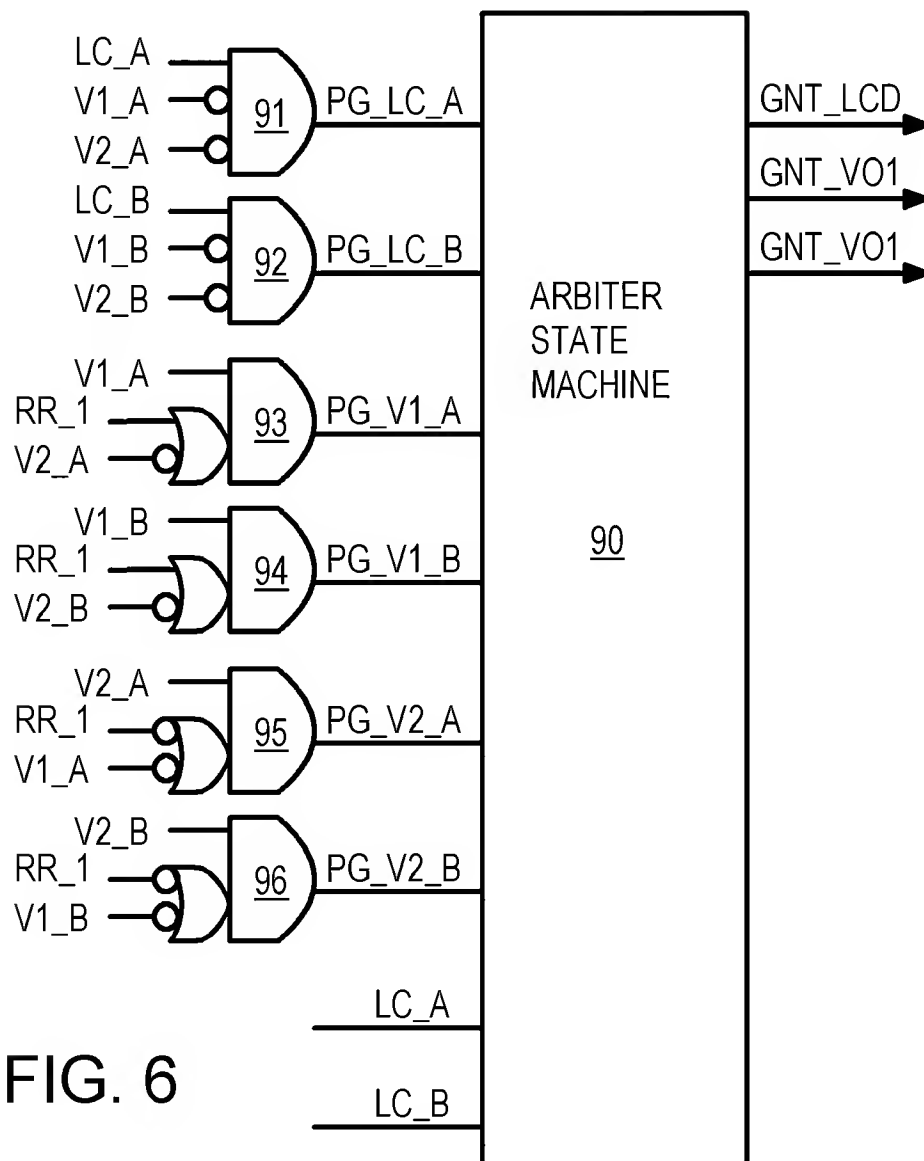 LC_A
V1_A
V2_A
91
PG_LC_A
LC_B
V1_B
V2_B
92
PG_LC_B
V1_A
RR_1
V2_A
93
PG_V1_A
V1_B
RR_1
V2_B
94
PG_V1_B
V2_A
RR_1
V1_A
95
PG_V2_A
V2_B
RR_1
V1_B
96
PG_V2_B
LC_A
LC_B
ARBITER
STATE
MACHINE
90
GNT_LCD
GNT_VO1
GNT_VO1
FIG. 6